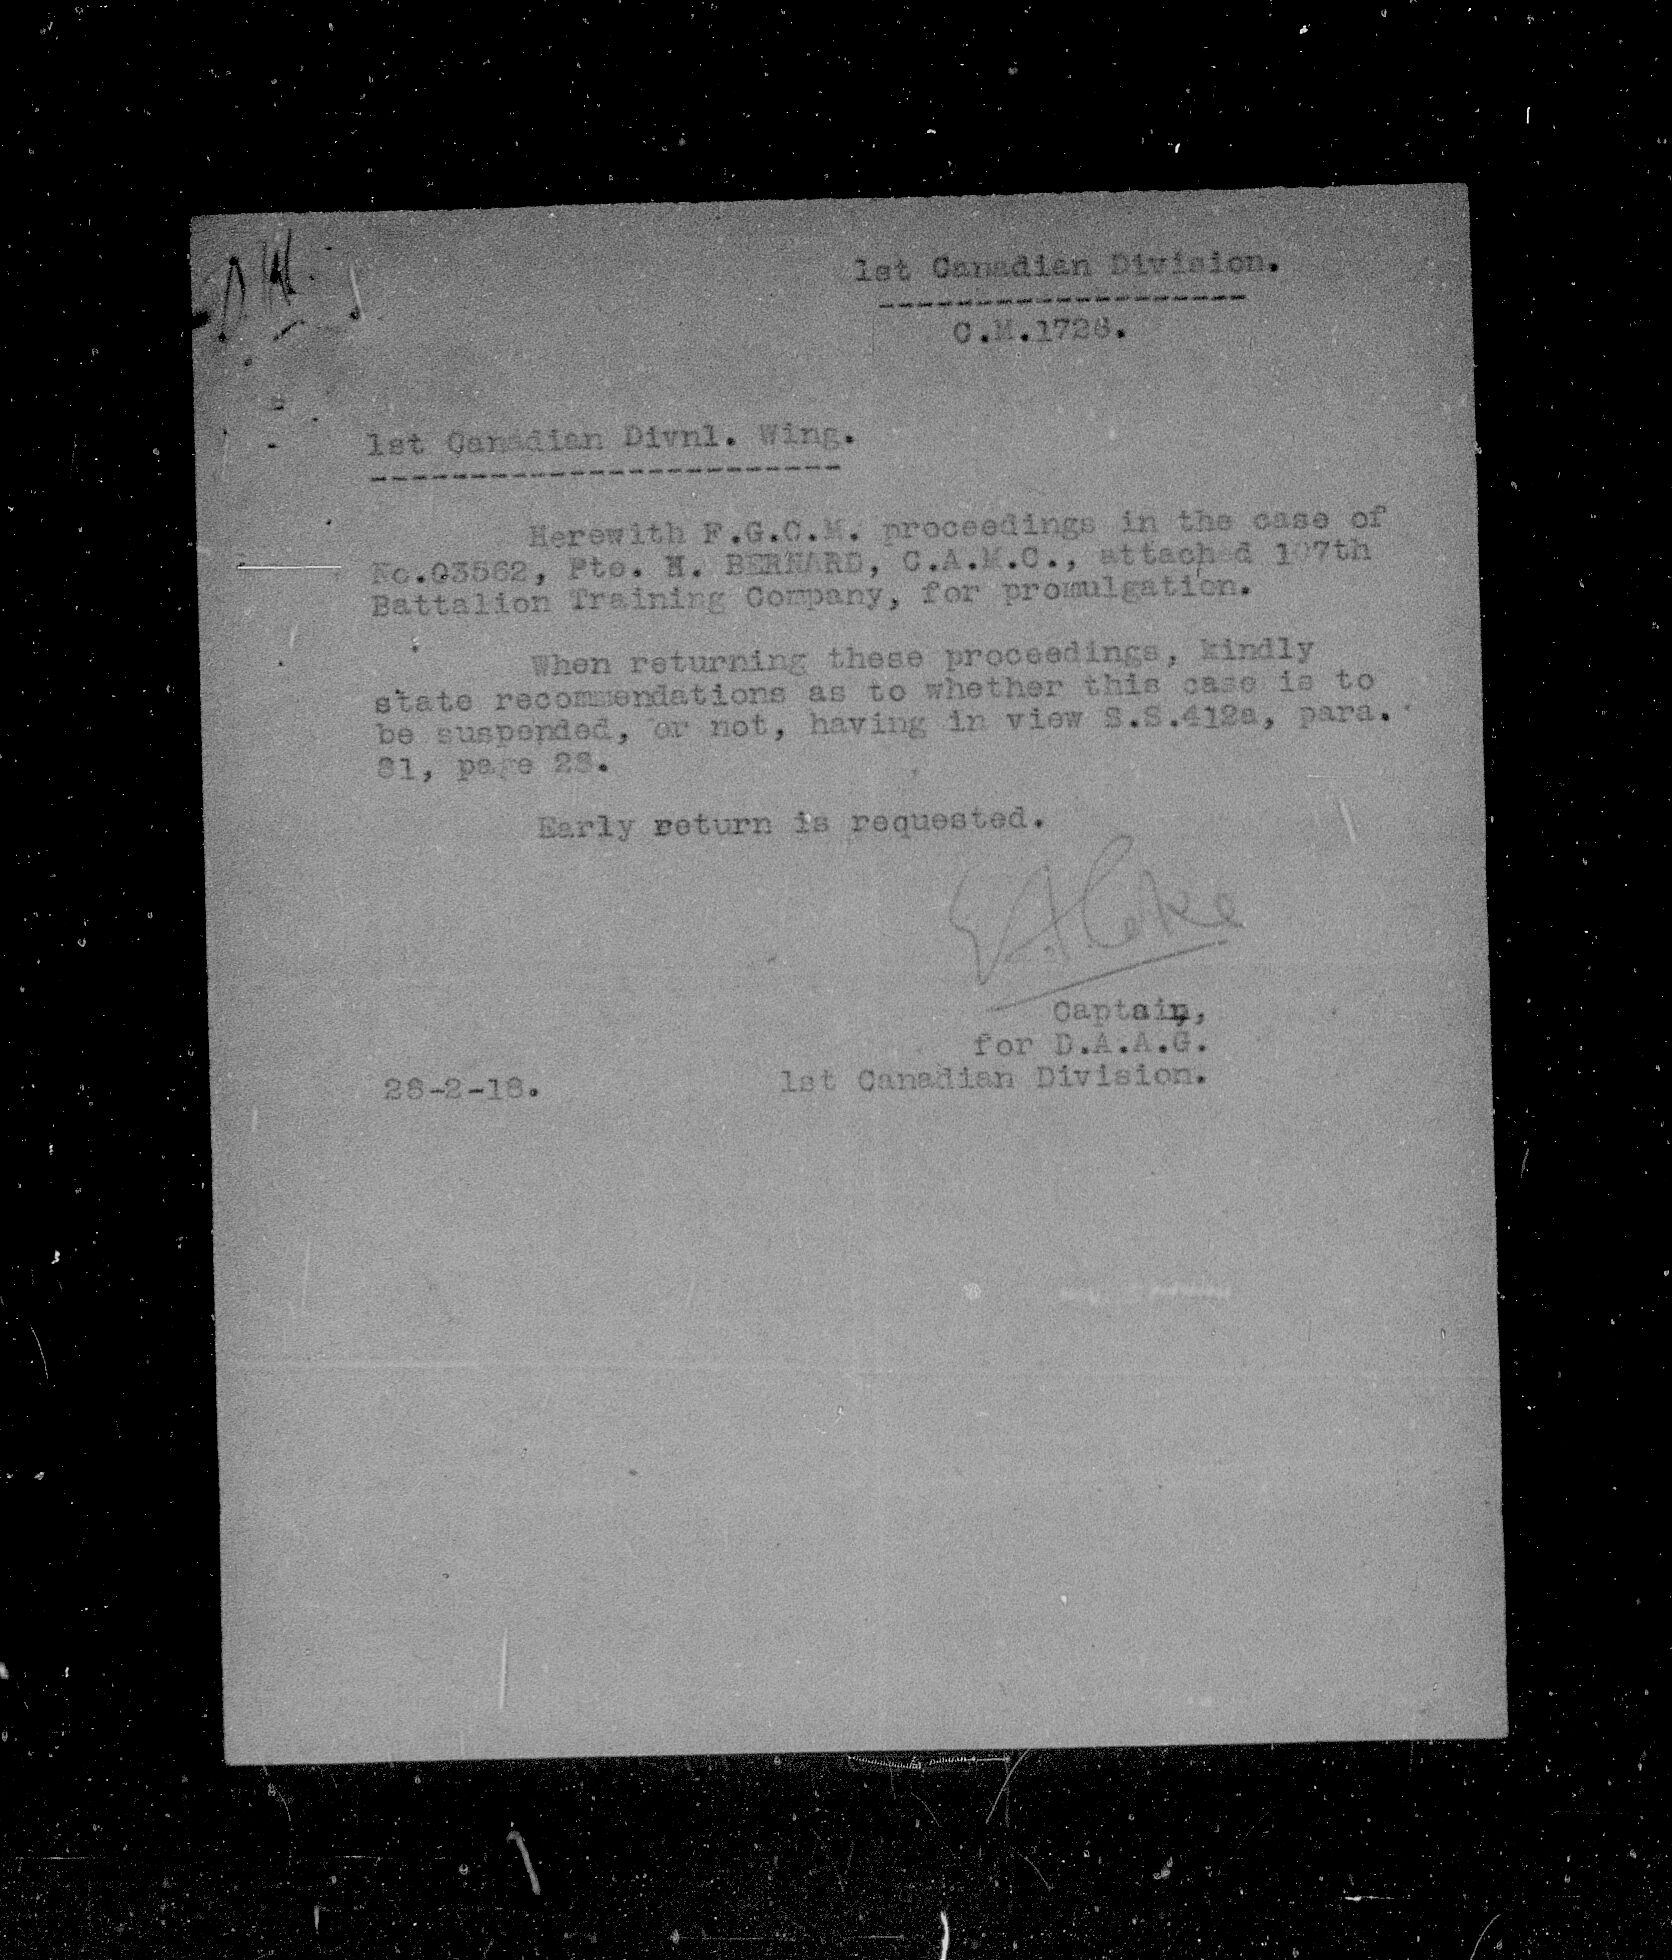 1st Canadian Division.
C.M.1728.
1st Canadian Divnl. Wing.
Herewith F.G.C.M. proceedings in the case of
No.03562, Pte. H. BERNARD, C.A.M.C., attached 107th
Battalion Training Company, for promulgation.
When returning these proceedings, kindly
state recommendations as to whether this case is to
be suspended, or not, having in view S.S.412a, para.
81, page 28.
Early return is requested.
Captain,
for D.A.A.G.
28-2-18. 1st Canadian Division.